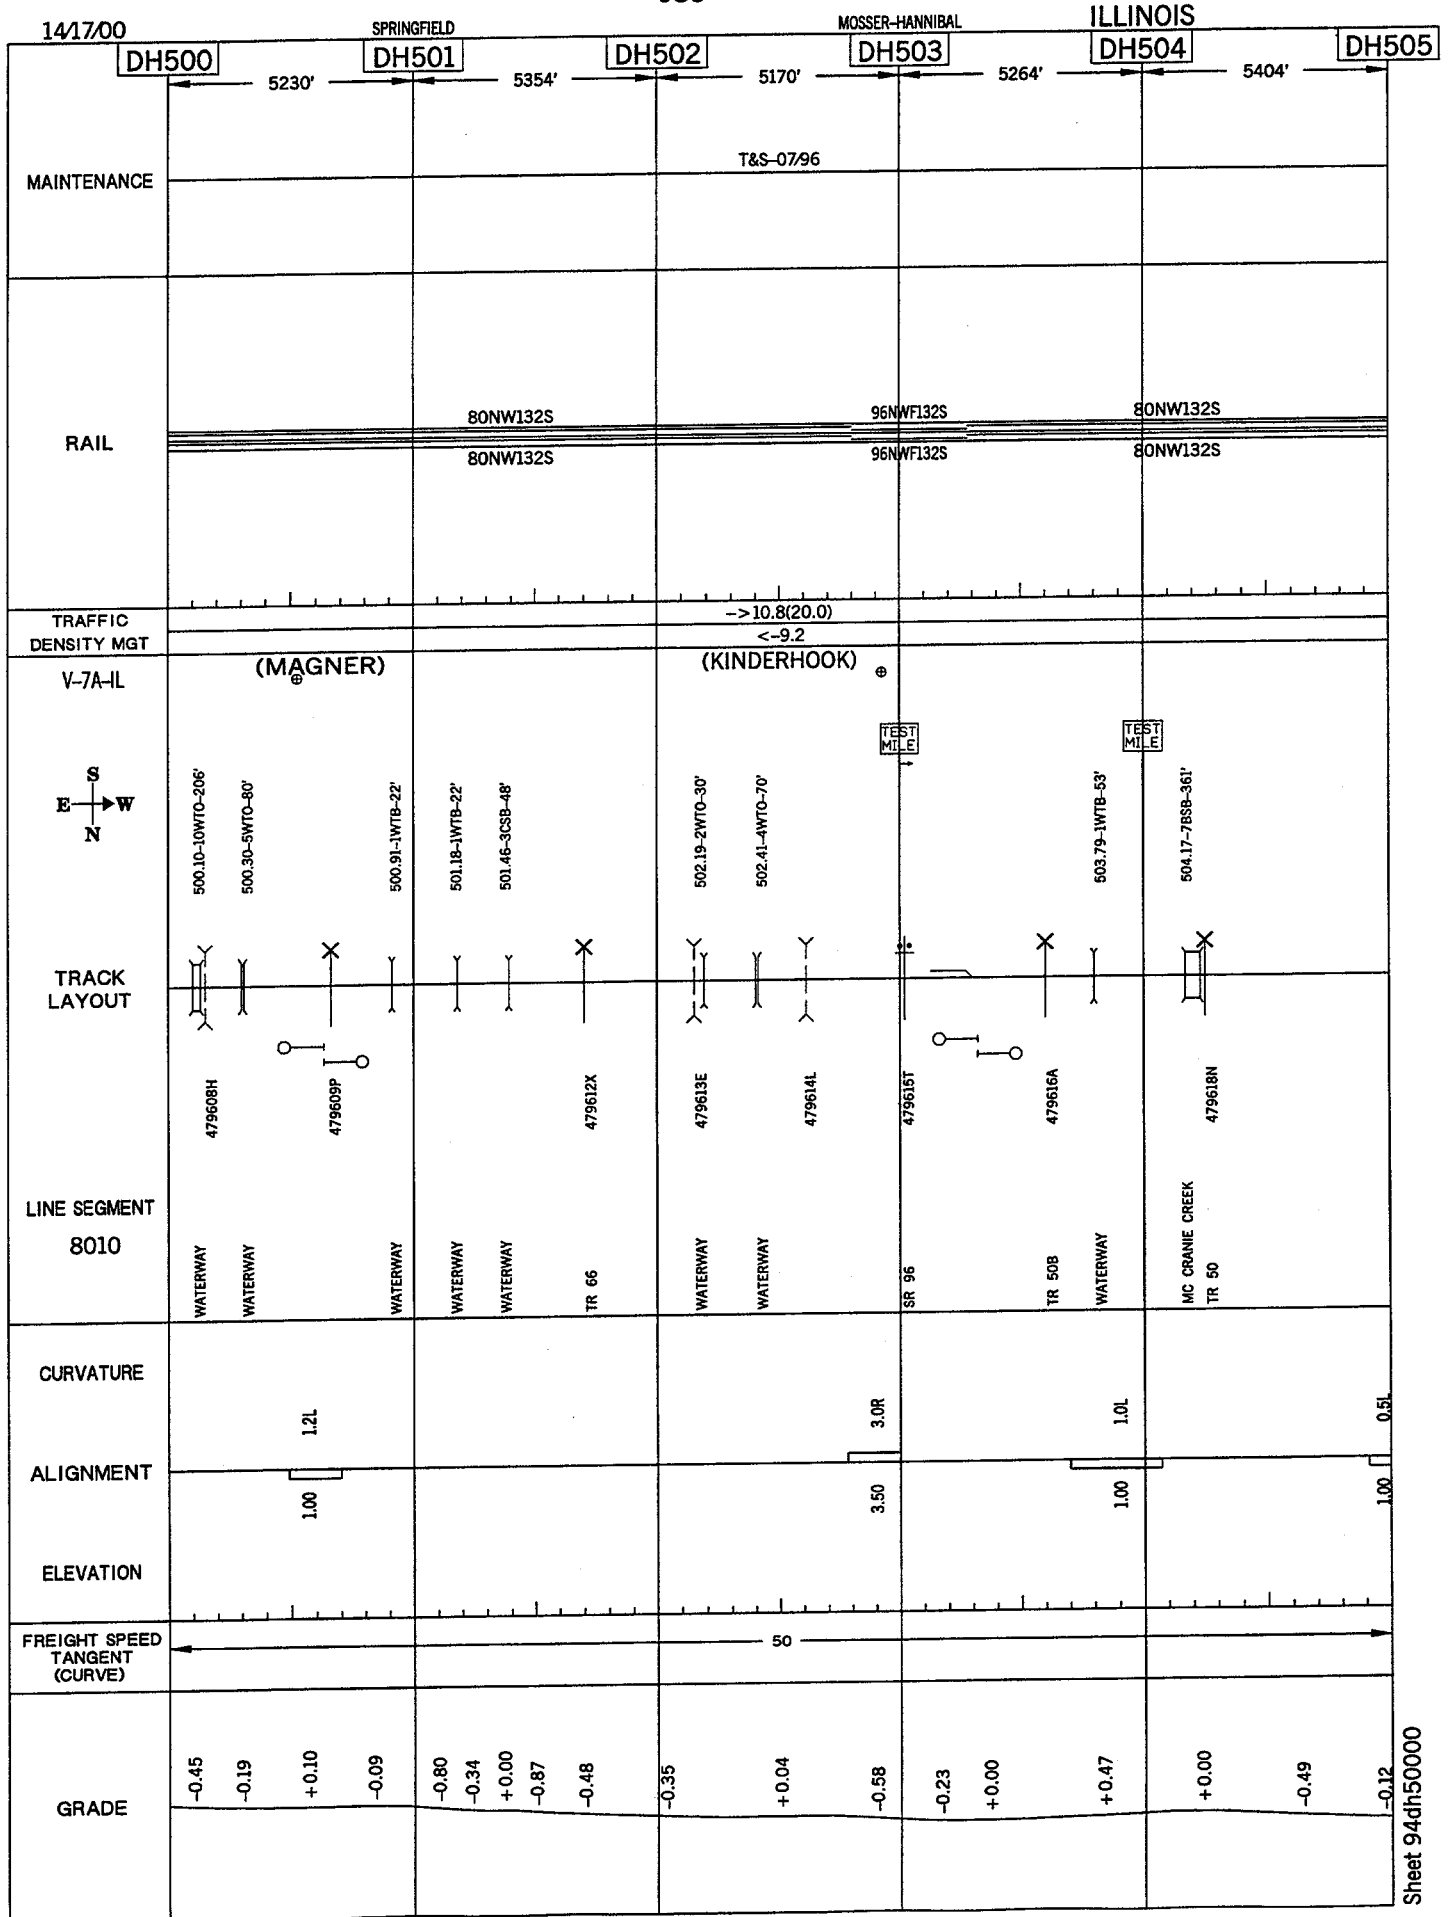 14/17/00
SPRINGFIELD
MOSSER-HANNIBAL
ILLINOIS
DH500
DH501
DH502
DH503
DH504
DH505
5230'
5354'
5170'
5264'
5404'
MAINTENANCE
T&S-07/96
RAIL
80NW132S
96NWF132S
80NW132S
80NW132S
96NWF132S
80NW132S
TRAFFIC
DENSITY MGT
->10.8(20.0)
<-9.2
V-7A-IL
(MAGNER)
(KINDERHOOK)
TEST
MILE
TEST
MILE
S
E
W
N
500.10-10WTO-206'
500.30-5WTO-80'
500.91-1WTB-22'
501.18-1WTB-22'
501.46-3CSB-48'
502.19-2WTO-30'
502.41-4WTO-70'
503.79-1WTB-53'
504.17-7BSB-361'
TRACK
LAYOUT
479608H
479609P
479612X
479613E
479614L
479615T
479616A
479618N
LINE SEGMENT
8010
WATERWAY
WATERWAY
WATERWAY
WATERWAY
WATERWAY
TR 66
WATERWAY
WATERWAY
SR 96
TR 50B
WATERWAY
MC CRANIE CREEK
TR 50
CURVATURE
1.2L
3.0R
1.0L
0.5L
ALIGNMENT
1.00
3.50
1.00
1.00
ELEVATION
FREIGHT SPEED
TANGENT
(CURVE)
50
GRADE
-0.45
-0.19
+0.10
-0.09
-0.80
-0.34
+0.00
-0.87
-0.48
-0.35
+0.04
-0.58
-0.23
+0.00
+0.47
+0.00
-0.49
-0.12
Sheet 94dh50000